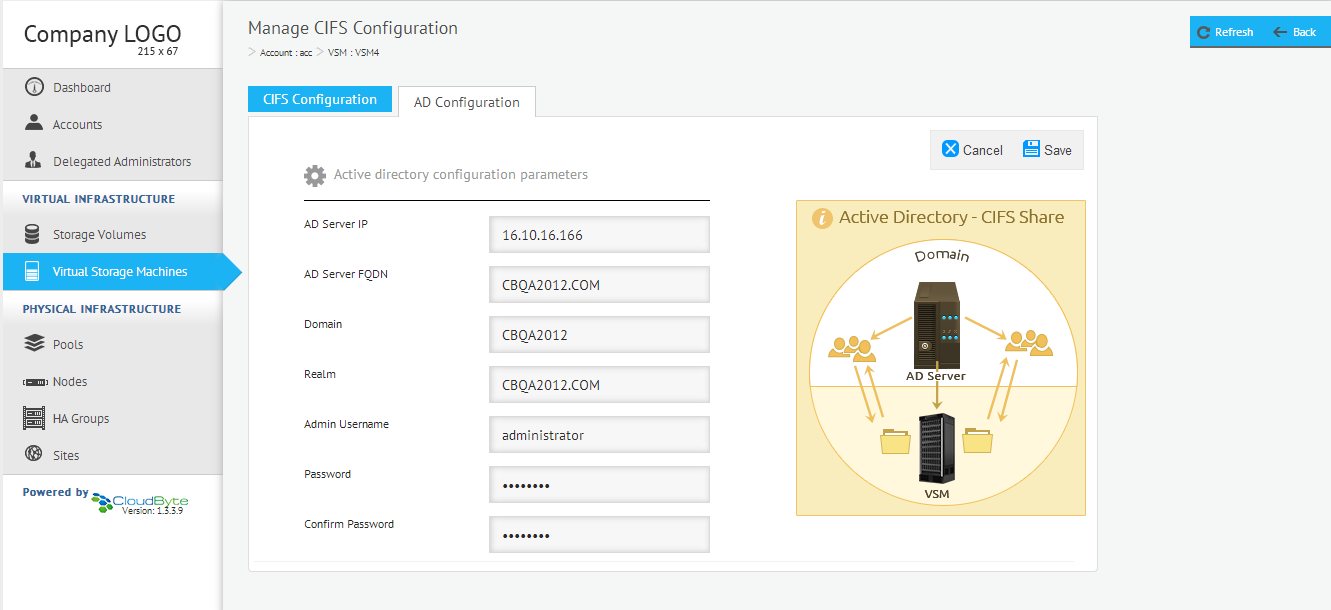 Company LOGO
215 x 67
Dashboard
Accounts
Delegated Administrators
VIRTUAL INFRASTRUCTURE
Storage Volumes
Virtual Storage Machines
PHYSICAL INFRASTRUCTURE
Pools
Nodes
HA Groups
Sites
Powered by CloudByte
Version: 1.3.3.9
Manage CIFS Configuration
> Account : acc > VSM : VSM4
Refresh Back
CIFS Configuration AD Configuration
Cancel Save
Active directory configuration parameters
AD Server IP 16.10.16.166
AD Server FQDN CBQA2012.COM
Domain CBQA2012
Realm CBQA2012.COM
Admin Username administrator
Password ••••••••
Confirm Password ••••••••
i Active Directory - CIFS Share
Domain
AD Server
VSM